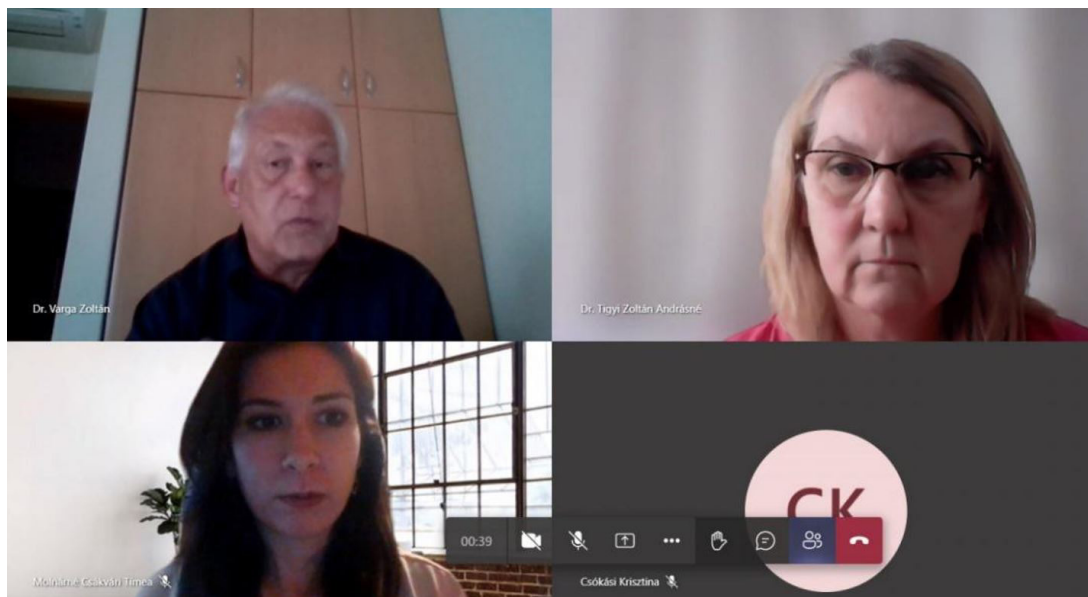 Dr. Varga Zoltán
Dr. Tigyi Zoltán Andrásné
Molnárné Csákvári Tímea
CK
00:39
Csókási Krisztina